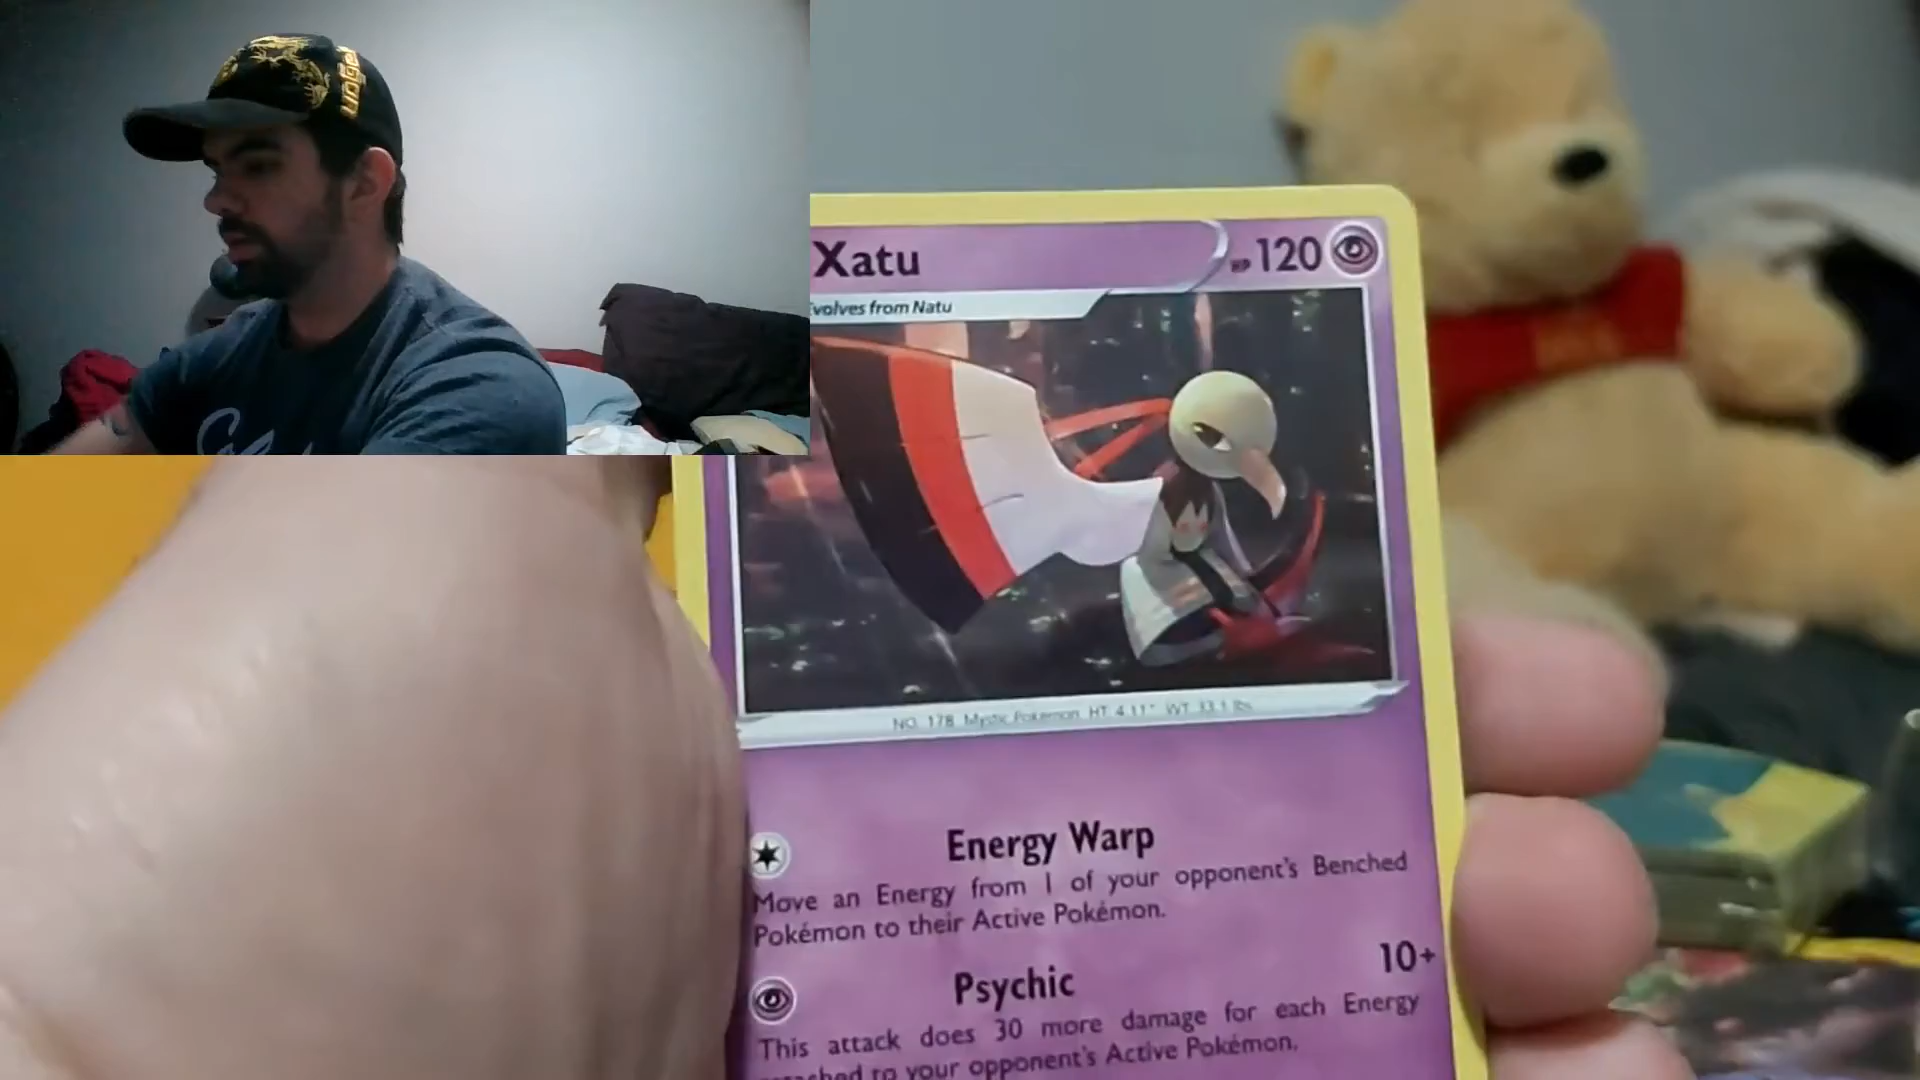 Xatu
HP 120
volves from Natu
NO. 178 Mystic Pokémon HT 4'11" WT 33.1 lbs
Energy Warp
Move an Energy from 1 of your opponent's Benched
Pokémon to their Active Pokémon.
Psychic 10+
This attack does 30 more damage for each Energy
to your opponent's Active Pokémon.